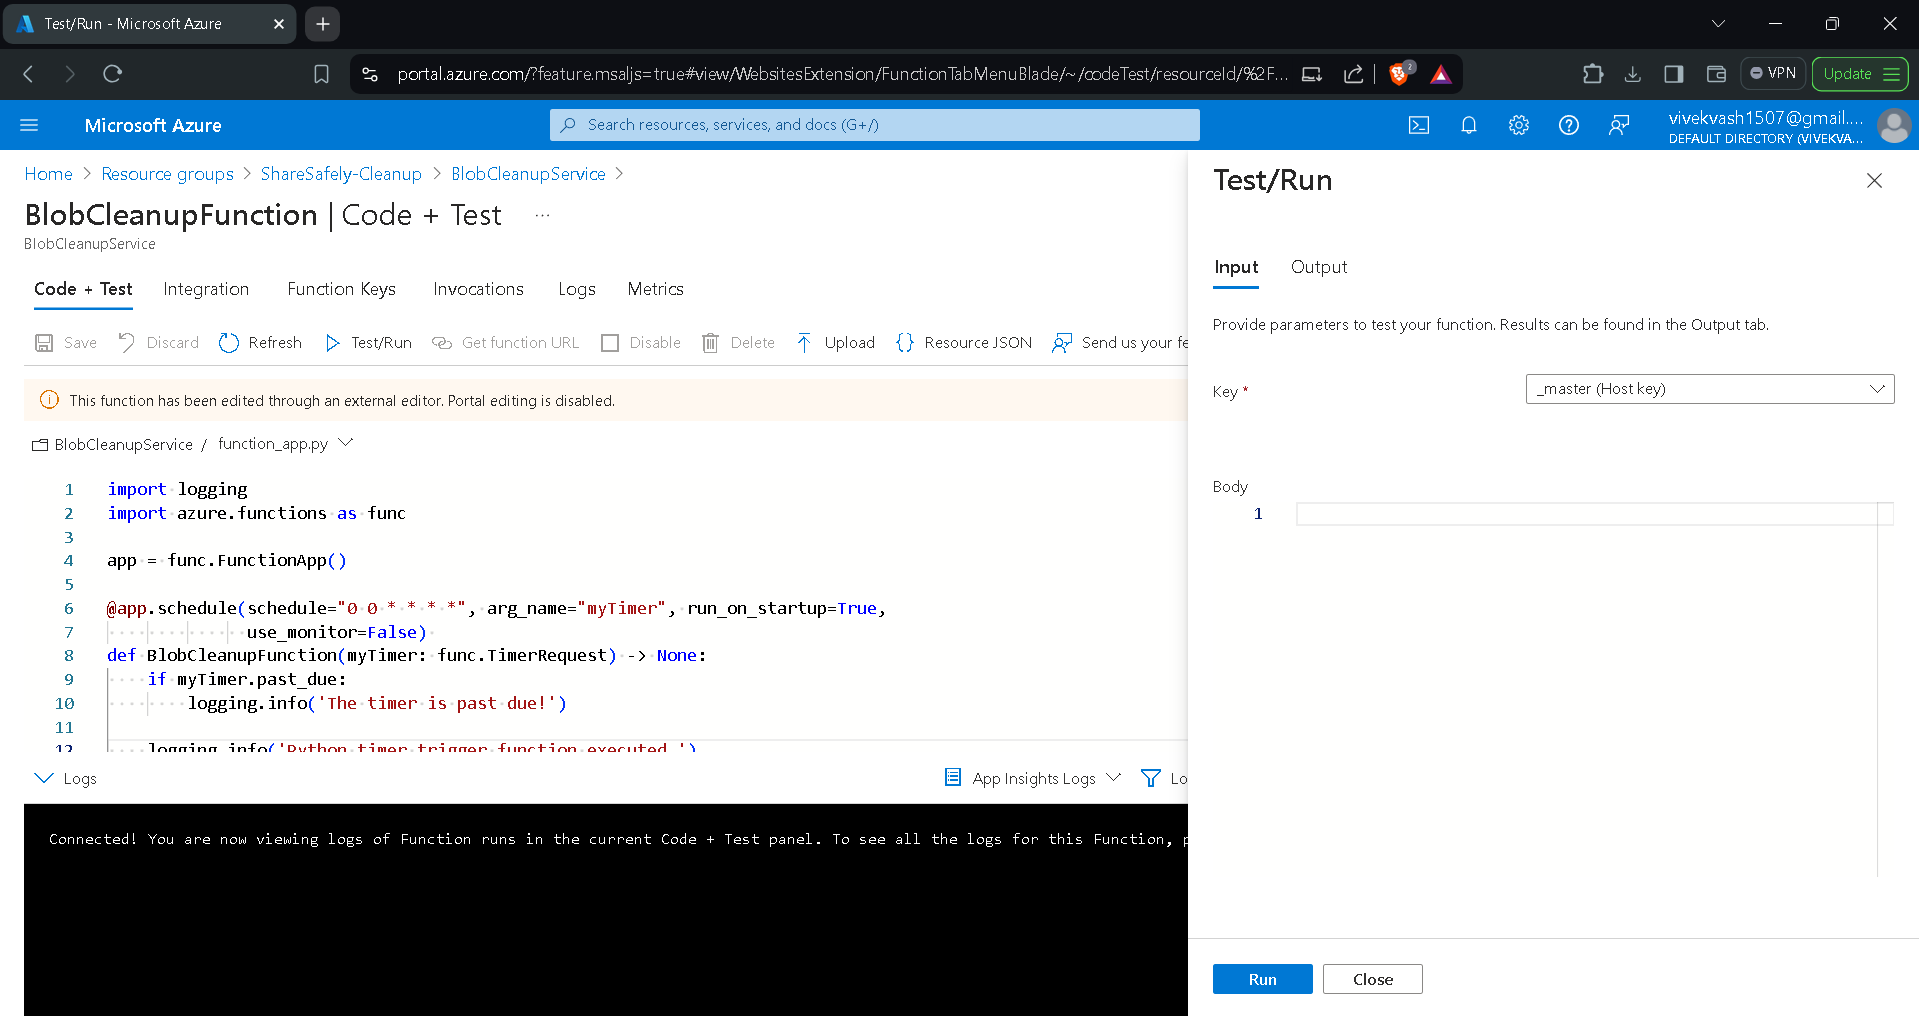 Test/Run - Microsoft Azure
portal.azure.com/?feature.msaljs=true#view/WebsitesExtension/FunctionTabMenuBlade/~/codeTest/resourceId/%2F...
2
VPN
Update
Microsoft Azure
Search resources, services, and docs (G+/)
vivekvash1507@gmail....
DEFAULT DIRECTORY (VIVEKVA...
Home > Resource groups > ShareSafely-Cleanup > BlobCleanupService >
BlobCleanupFunction | Code + Test ...
BlobCleanupService
Code + Test Integration Function Keys Invocations Logs Metrics
Save Discard Refresh Test/Run Get function URL Disable Delete Upload Resource JSON Send us your fe
This function has been edited through an external editor. Portal editing is disabled.
BlobCleanupService / function_app.py
1 import logging
2 import azure.functions as func
3
4 app = func.FunctionApp()
5
6 @app.schedule(schedule="0 0 * * * *", arg_name="myTimer", run_on_startup=True,
7 use_monitor=False)
8 def BlobCleanupFunction(myTimer: func.TimerRequest) -> None:
9 if myTimer.past_due:
10 logging.info('The timer is past due!')
11
12 logging.info('Python timer trigger function executed.')
Logs
App Insights Logs
Lo
Connected! You are now viewing logs of Function runs in the current Code + Test panel. To see all the logs for this Function, p
Test/Run
Input Output
Provide parameters to test your function. Results can be found in the Output tab.
Key *
_master (Host key)
Body
1
Run Close